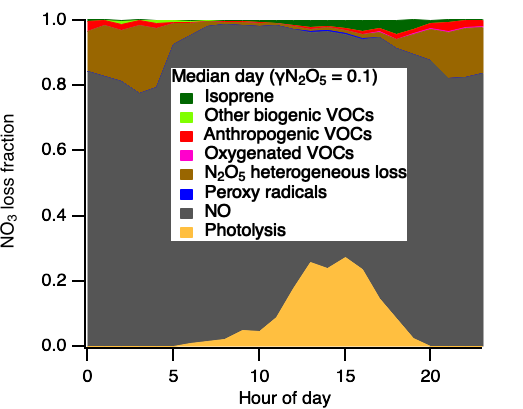 1.0
0.8
0.6
0.4
0.2
0.0
NO₃ loss fraction
Median day (γN₂O₅ = 0.1)
Isoprene
Other biogenic VOCs
Anthropogenic VOCs
Oxygenated VOCs
N₂O₅ heterogeneous loss
Peroxy radicals
NO
Photolysis
0 5 10 15 20
Hour of day